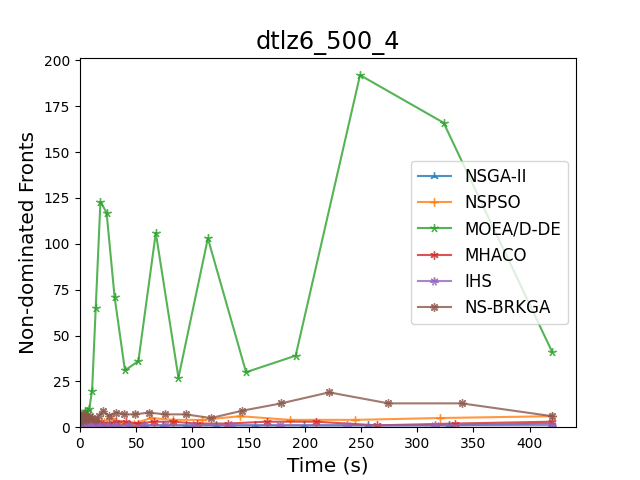 dtlz6_500_4
200
175
150
125
100
75
50
25
0
Non-dominated Fronts
NSGA-II
NSPSO
MOEA/D-DE
MHACO
IHS
NS-BRKGA
0 50 100 150 200 250 300 350 400
Time (s)